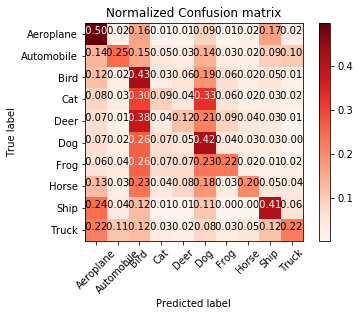 Normalized Confusion matrix
True label
Aeroplane 0.50 0.02 0.16 0.01 0.01 0.09 0.01 0.02 0.17 0.02
Automobile 0.14 0.25 0.15 0.05 0.03 0.14 0.03 0.02 0.09 0.10
Bird 0.12 0.02 0.43 0.03 0.06 0.19 0.06 0.02 0.05 0.01
Cat 0.08 0.03 0.30 0.09 0.04 0.33 0.06 0.02 0.03 0.02
Deer 0.07 0.01 0.38 0.04 0.12 0.21 0.09 0.04 0.03 0.01
Dog 0.07 0.02 0.26 0.07 0.05 0.42 0.04 0.03 0.03 0.00
Frog 0.06 0.04 0.26 0.07 0.07 0.23 0.22 0.02 0.01 0.02
Horse 0.13 0.03 0.23 0.04 0.08 0.18 0.03 0.20 0.05 0.04
Ship 0.24 0.04 0.12 0.01 0.01 0.11 0.00 0.00 0.41 0.06
Truck 0.22 0.11 0.12 0.03 0.02 0.08 0.03 0.05 0.12 0.22
Aeroplane Automobile Bird Cat Deer Dog Frog Horse Ship Truck
Predicted label
0.4
0.3
0.2
0.1